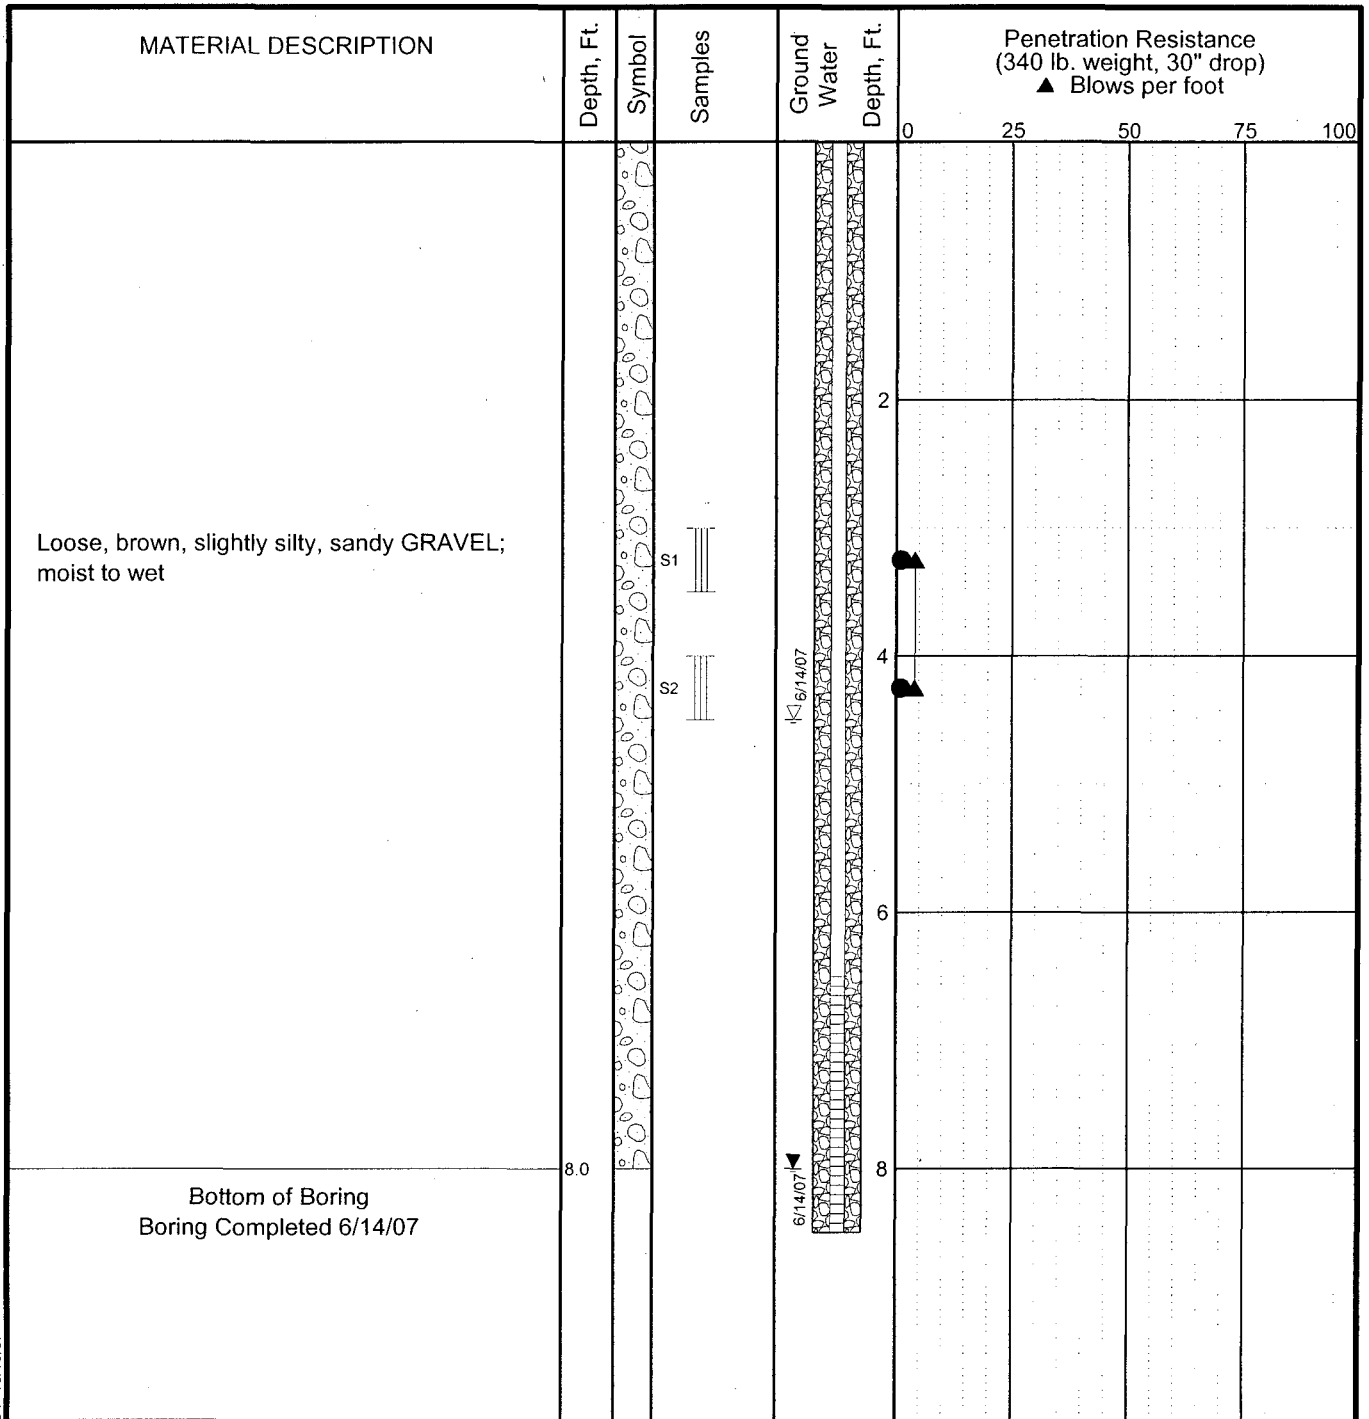 MATERIAL DESCRIPTION
Depth, Ft.
Symbol
Samples
Ground
Water
Depth, Ft.
Penetration Resistance
(340 lb. weight, 30" drop)
▲ Blows per foot
0 25 50 75 100
2
Loose, brown, slightly silty, sandy GRAVEL;
moist to wet
S1
4
S2
6/14/07
6
8.0
8
6/14/07
Bottom of Boring
Boring Completed 6/14/07